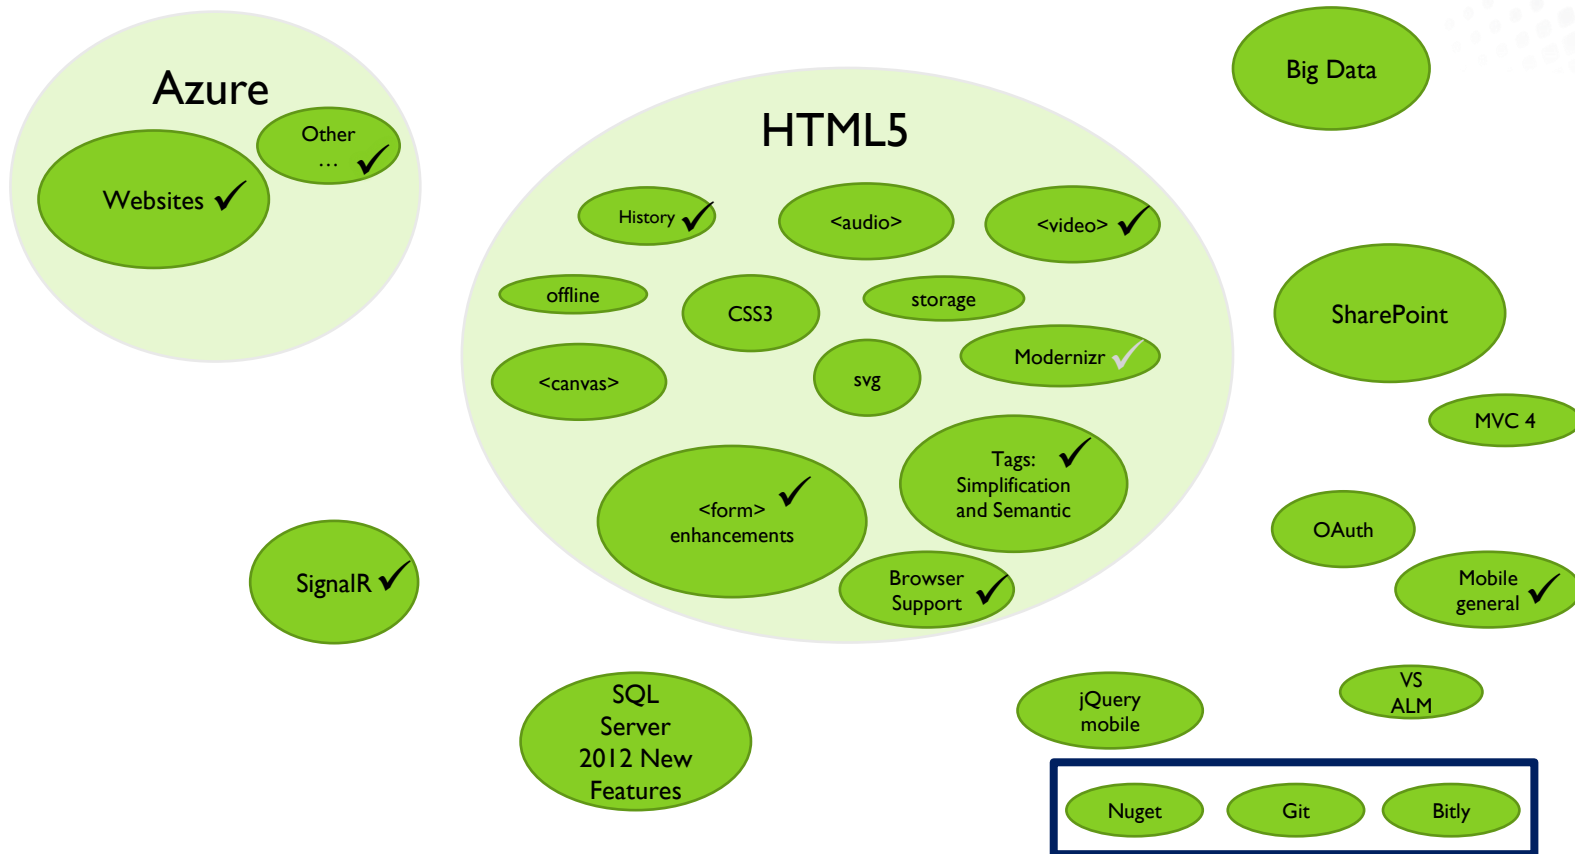 Azure
Other
…
Websites
HTML5
Big Data
History
<audio>
<video>
offline
CSS3
storage
SharePoint
<canvas>
svg
Modernizr
MVC 4
<form>
enhancements
Tags:
Simplification
and Semantic
OAuth
SignalR
Browser
Support
Mobile
general
SQL
Server
2012 New
Features
jQuery
mobile
VS
ALM
Nuget
Git
Bitly